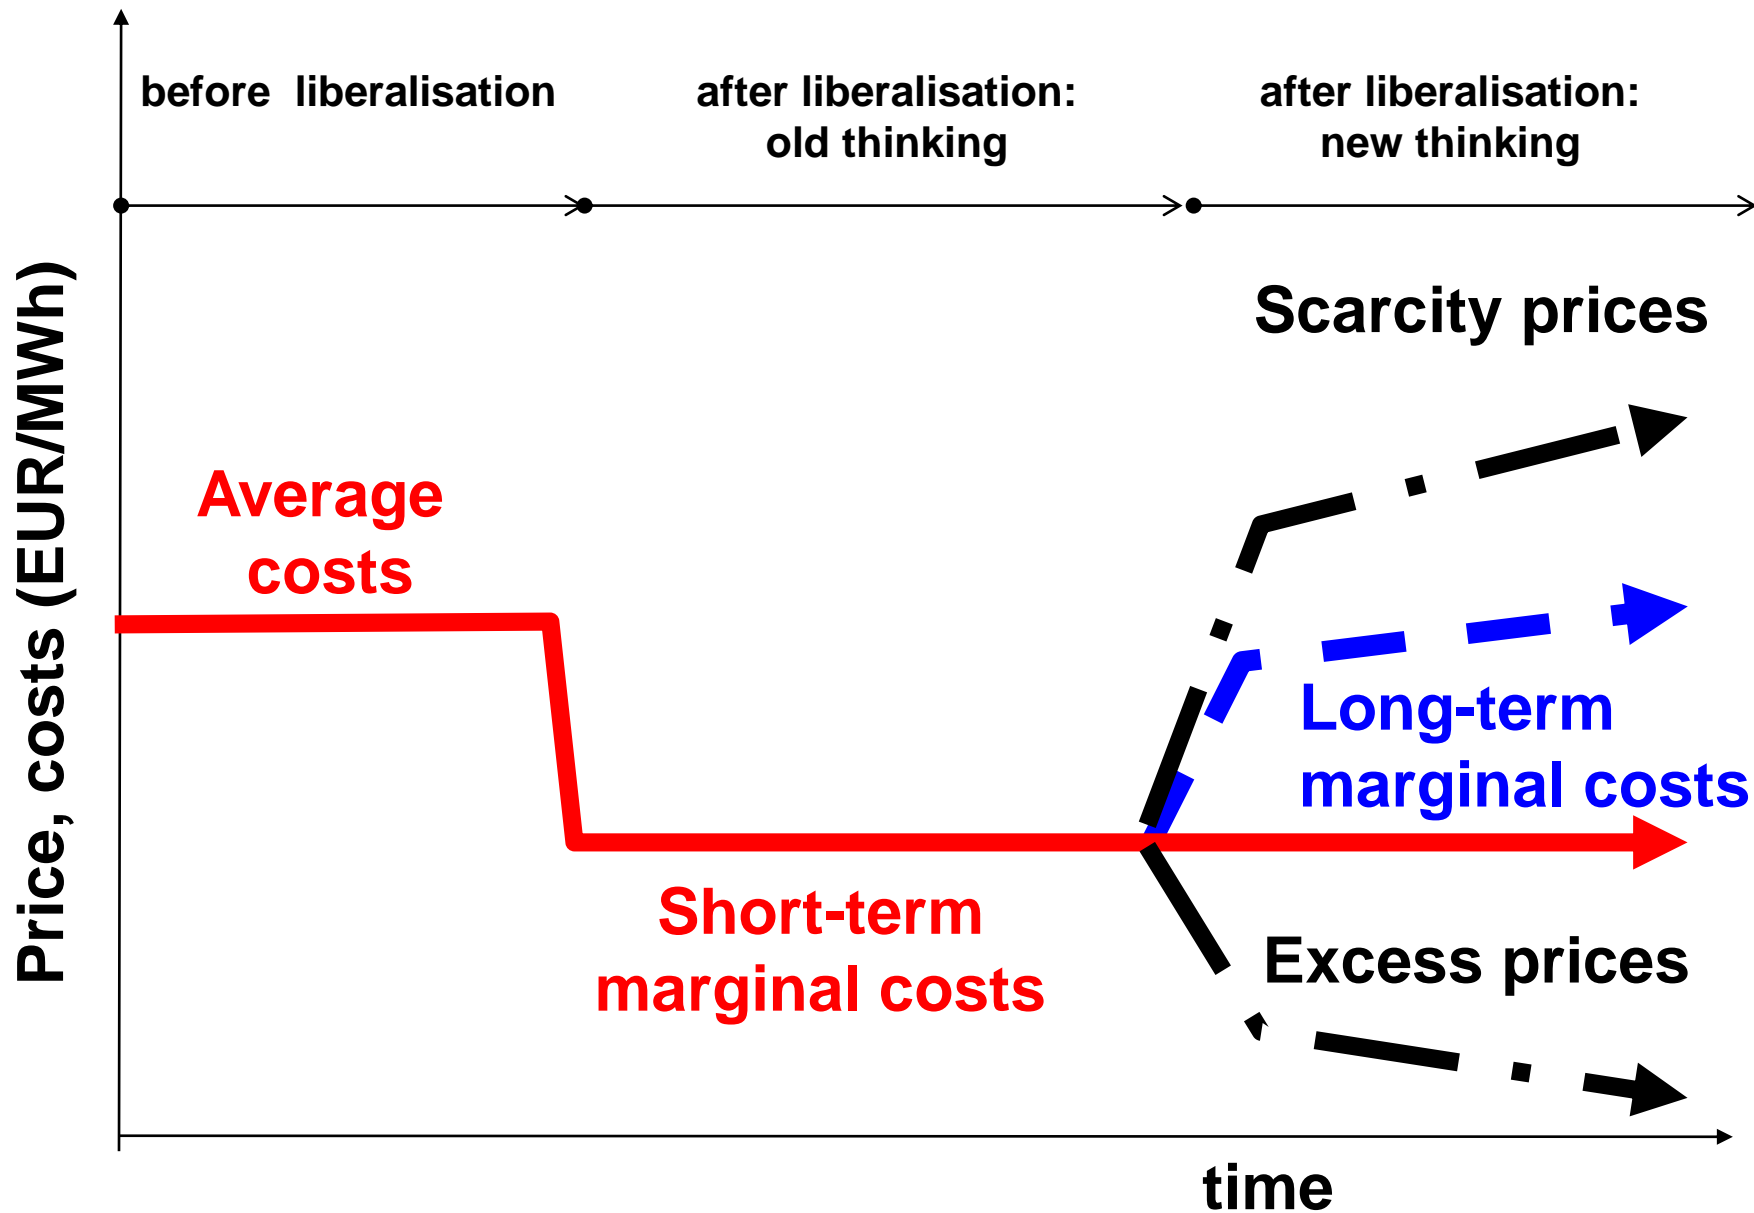 before liberalisation
after liberalisation:
old thinking
after liberalisation:
new thinking
Price, costs (EUR/MWh)
Scarcity prices
Average
costs
Long-term
marginal costs
Short-term
marginal costs
Excess prices
time